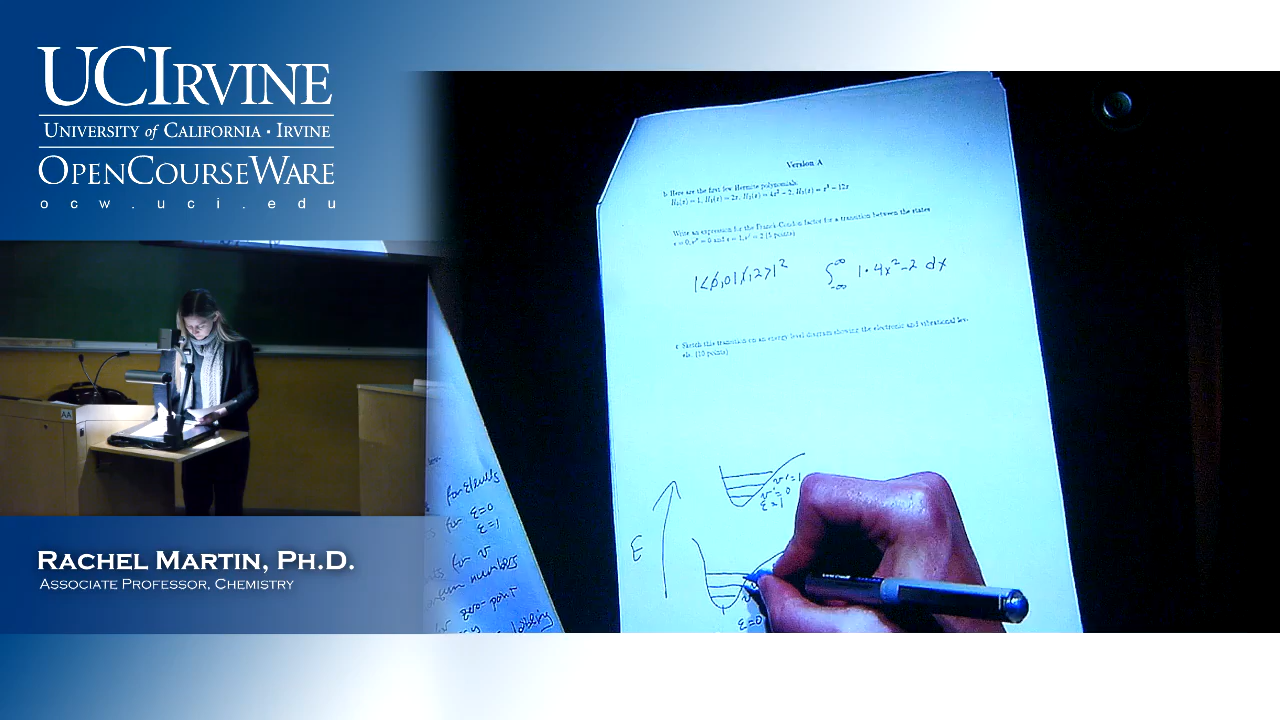 UCIRVINE
UNIVERSITY of CALIFORNIA · IRVINE
OPENCOURSEWARE
ocw.uci.edu
AA
RACHEL MARTIN, PH.D.
ASSOCIATE PROFESSOR, CHEMISTRY
Version A
b. Here are the first few Hermite polynomials:
H₀(x) = 1, H₁(x) = 2x, H₂(x) = 4x² − 2, H₃(x) = x³ − 12x
Write an expression for the Franck Condon factor for a transition between the states
ε = 0, v'' = 0 and ε = 1, v' = 2 (5 points)
|<0,0|1,2>|²
∫ -∞ ∞ 1·4x²-2 dx
c. Sketch this transition on an energy level diagram showing the electronic and vibrational lev-
els. (10 points)
E
v'=1
v'=0
ε=1
ε=0
for ε=0
ε=1
for v
numbers
zero-point